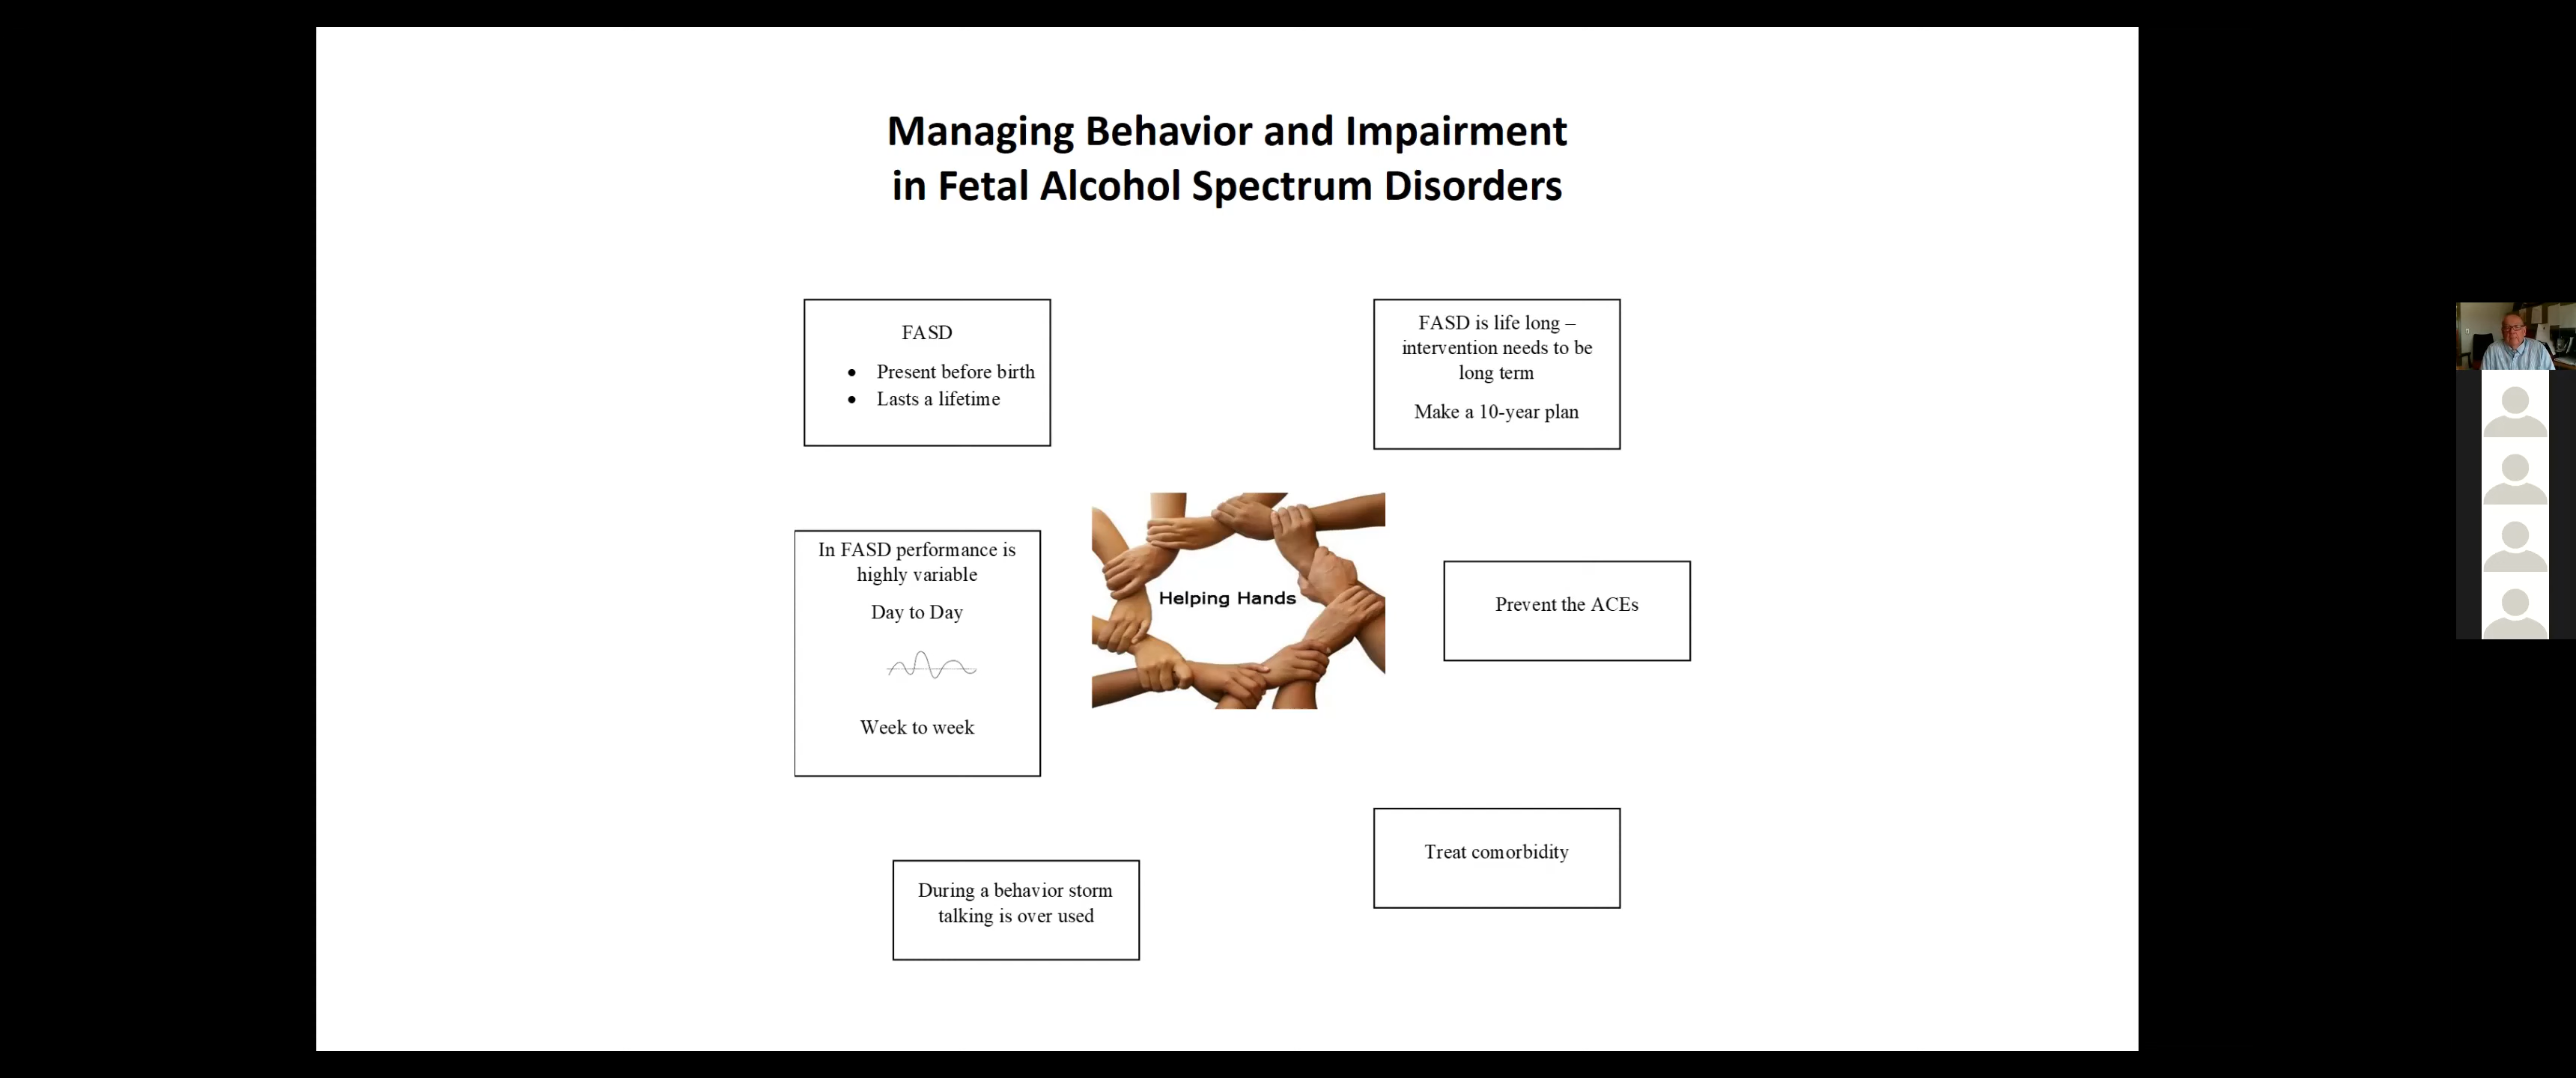 Managing Behavior and Impairment
in Fetal Alcohol Spectrum Disorders
FASD
• Present before birth
• Lasts a lifetime
FASD is life long –
intervention needs to be
long term
Make a 10-year plan
In FASD performance is
highly variable
Day to Day
Week to week
Helping Hands
Prevent the ACEs
Treat comorbidity
During a behavior storm
talking is over used